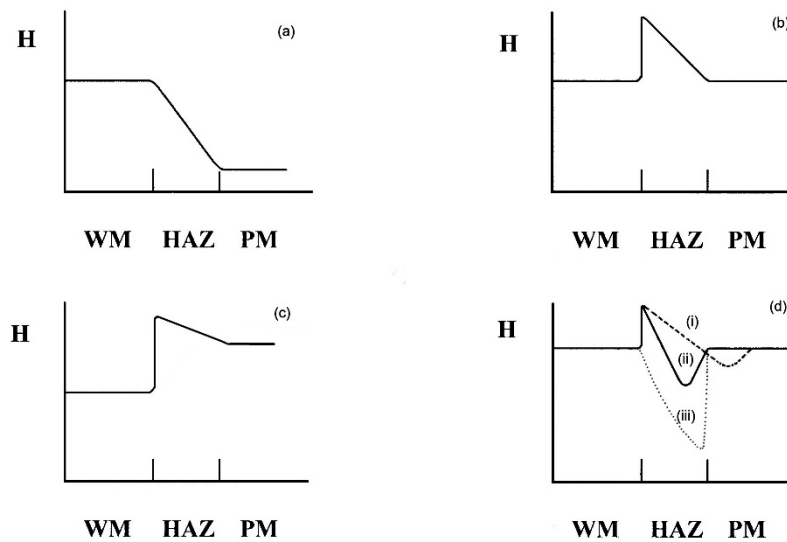 (a)
H
WM HAZ PM
(b)
H
WM HAZ PM
(c)
H
WM HAZ PM
(d)
H
(i)
(ii)
(iii)
WM HAZ PM